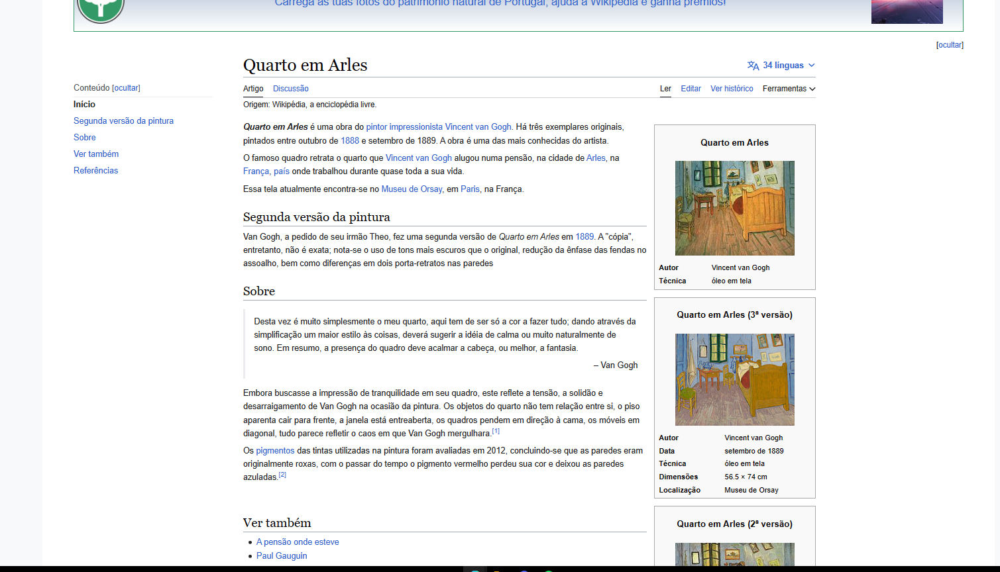 Carrega as tuas fotos do património natural de Portugal, ajuda a Wikipédia e ganha prémios!
[ocultar]
Quarto em Arles
34 línguas
Conteúdo [ocultar]
Início
Segunda versão da pintura
Sobre
Ver também
Referências
Artigo Discussão
Ler Editar Ver histórico Ferramentas
Origem: Wikipédia, a enciclopédia livre.
Quarto em Arles é uma obra do pintor impressionista Vincent van Gogh. Há três exemplares originais,
pintados entre outubro de 1888 e setembro de 1889. A obra é uma das mais conhecidas do artista.
O famoso quadro retrata o quarto que Vincent van Gogh alugou numa pensão, na cidade de Arles, na
França, país onde trabalhou durante quase toda a sua vida.
Essa tela atualmente encontra-se no Museu de Orsay, em Paris, na França.
Segunda versão da pintura
Van Gogh, a pedido de seu irmão Theo, fez uma segunda versão de Quarto em Arles em 1889. A "cópia",
entretanto, não é exata; nota-se o uso de tons mais escuros que o original, redução da ênfase das fendas no
assoalho, bem como diferenças em dois porta-retratos nas paredes
Sobre
Desta vez é muito simplesmente o meu quarto, aqui tem de ser só a cor a fazer tudo; dando através da
simplificação um maior estilo às coisas, deverá sugerir a idéia de calma ou muito naturalmente de
sono. Em resumo, a presença do quadro deve acalmar a cabeça, ou melhor, a fantasia.
– Van Gogh
Embora buscasse a impressão de tranquilidade em seu quadro, este reflete a tensão, a solidão e
desarraigamento de Van Gogh na ocasião da pintura. Os objetos do quarto não tem relação entre si, o piso
aparenta cair para frente, a janela está entreaberta, os quadros pendem em direção à cama, os móveis em
diagonal, tudo parece refletir o caos em que Van Gogh mergulhara.[1]
Os pigmentos das tintas utilizadas na pintura foram avaliadas em 2012, concluindo-se que as paredes eram
originalmente roxas, com o passar do tempo o pigmento vermelho perdeu sua cor e deixou as paredes
azuladas.[2]
Ver também
A pensão onde esteve
Paul Gauguin
Quarto em Arles
Autor Vincent van Gogh
Técnica óleo em tela
Quarto em Arles (3ª versão)
Autor Vincent van Gogh
Data setembro de 1889
Técnica óleo em tela
Dimensões 56.5 × 74 cm
Localização Museu de Orsay
Quarto em Arles (2ª versão)